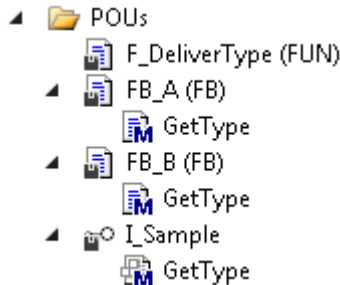 POUs
F_DeliverType (FUN)
FB_A (FB)
GetType
FB_B (FB)
GetType
I_Sample
GetType